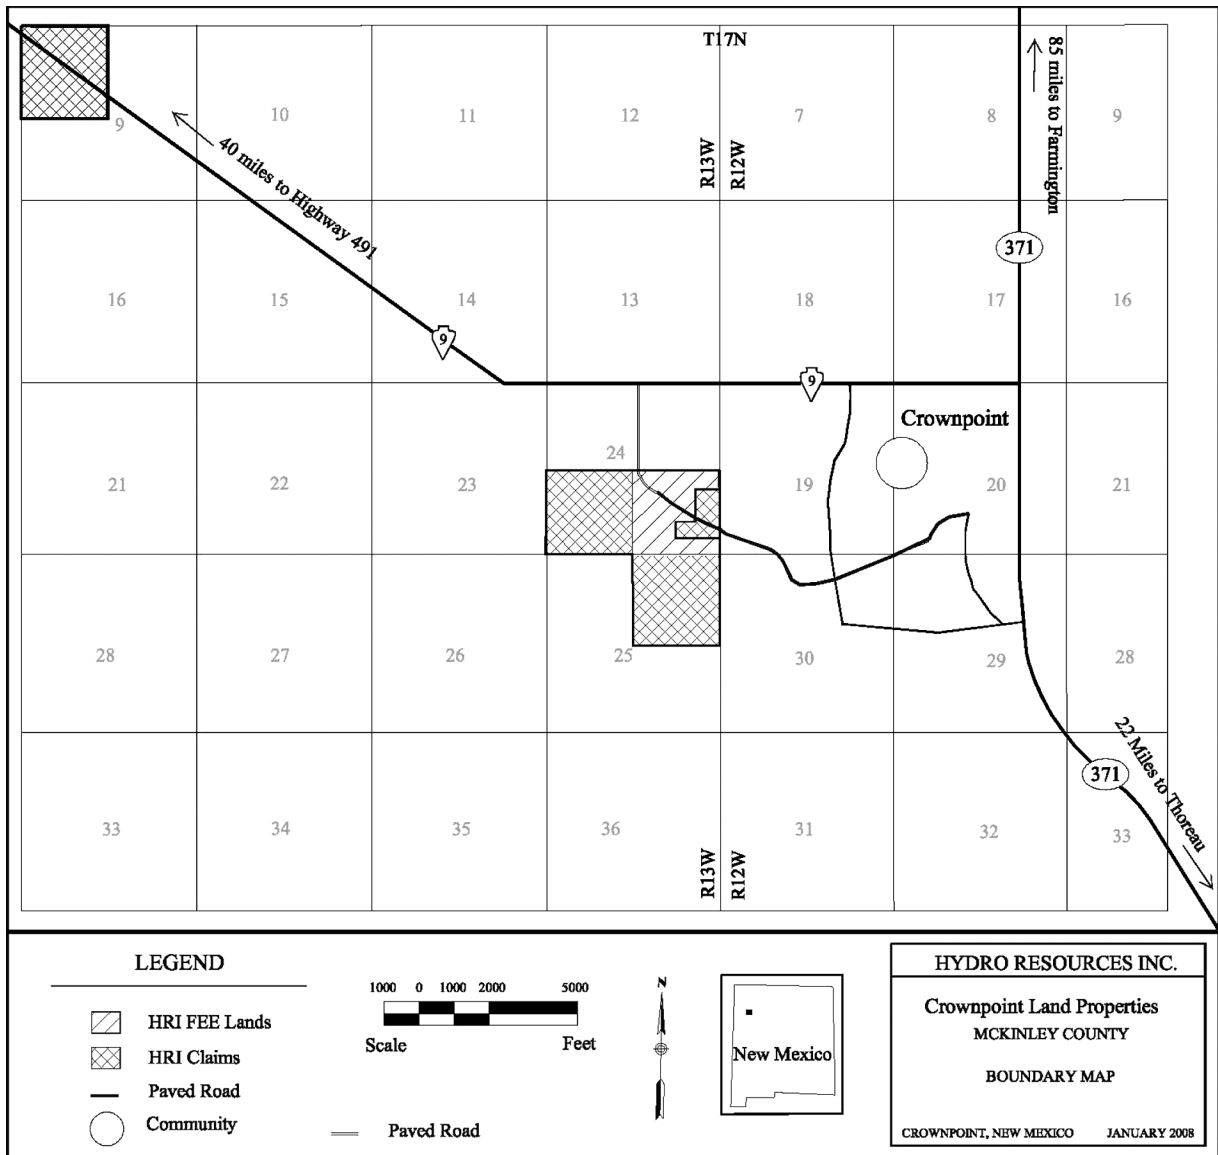 T17N
85 miles to Farmington
9
10
11
12
7
8
9
40 miles to Highway 491
R13W
R12W
371
16
15
14
13
18
17
16
9
9
Crownpoint
24
21
22
23
19
20
21
28
27
26
25
30
29
28
22 Miles to Thoreau
371
33
34
35
36
31
32
33
R13W
R12W
LEGEND
HRI FEE Lands
HRI Claims
Paved Road
Community
1000 0 1000 2000 5000
Scale Feet
Paved Road
N
New Mexico
HYDRO RESOURCES INC.
Crownpoint Land Properties
MCKINLEY COUNTY
BOUNDARY MAP
CROWNPOINT, NEW MEXICO JANUARY 2008